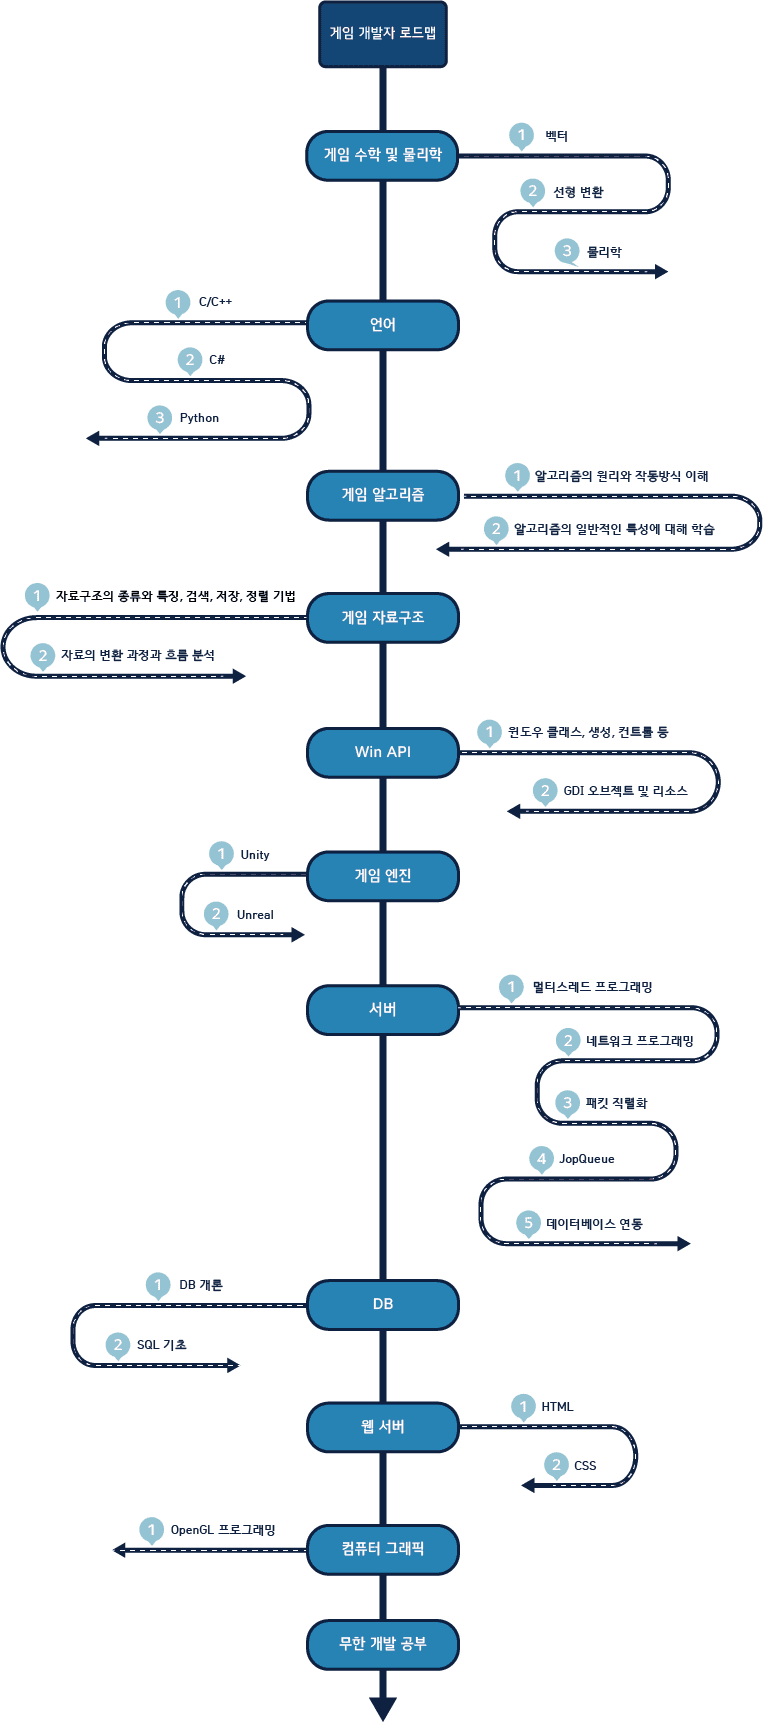 게임 개발자 로드맵
게임 수학 및 물리학
1 벡터
2 선형 변환
3 물리학
언어
1 C/C++
2 C#
3 Python
게임 알고리즘
1 알고리즘의 원리와 작동방식 이해
2 알고리즘의 일반적인 특성에 대해 학습
게임 자료구조
1 자료구조의 종류와 특징, 검색, 저장, 정렬 기법
2 자료의 변환 과정과 흐름 분석
Win API
1 윈도우 클래스, 생성, 컨트롤 등
2 GDI 오브젝트 및 리소스
게임 엔진
1 Unity
2 Unreal
서버
1 멀티스레드 프로그래밍
2 네트워크 프로그래밍
3 패킷 직렬화
4 JopQueue
5 데이터베이스 연동
DB
1 DB 개론
2 SQL 기초
웹 서버
1 HTML
2 CSS
컴퓨터 그래픽
1 OpenGL 프로그래밍
무한 개발 공부